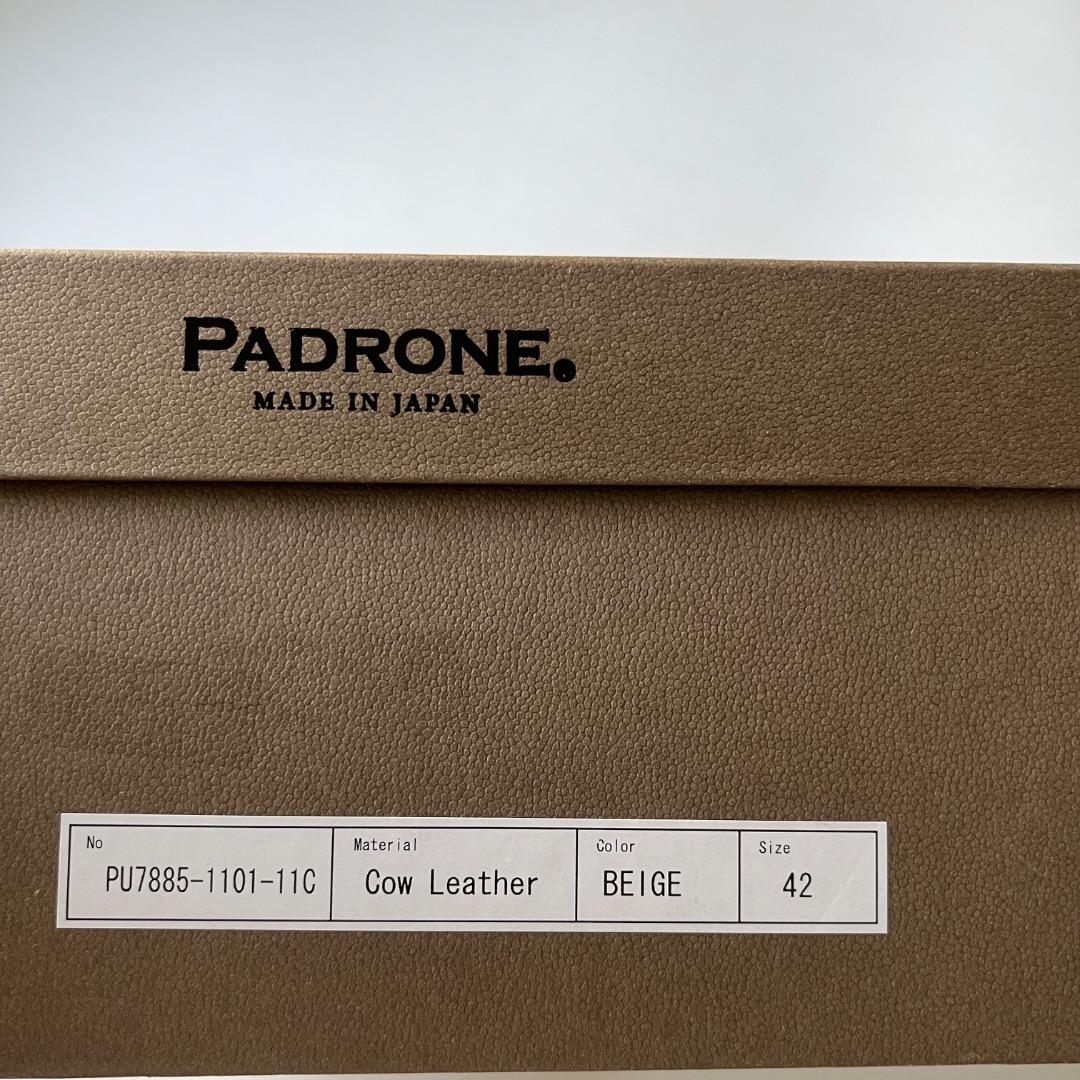 PADRONE.
MADE IN JAPAN
No Material Color Size
PU7885-1101-11C Cow Leather BEIGE 42